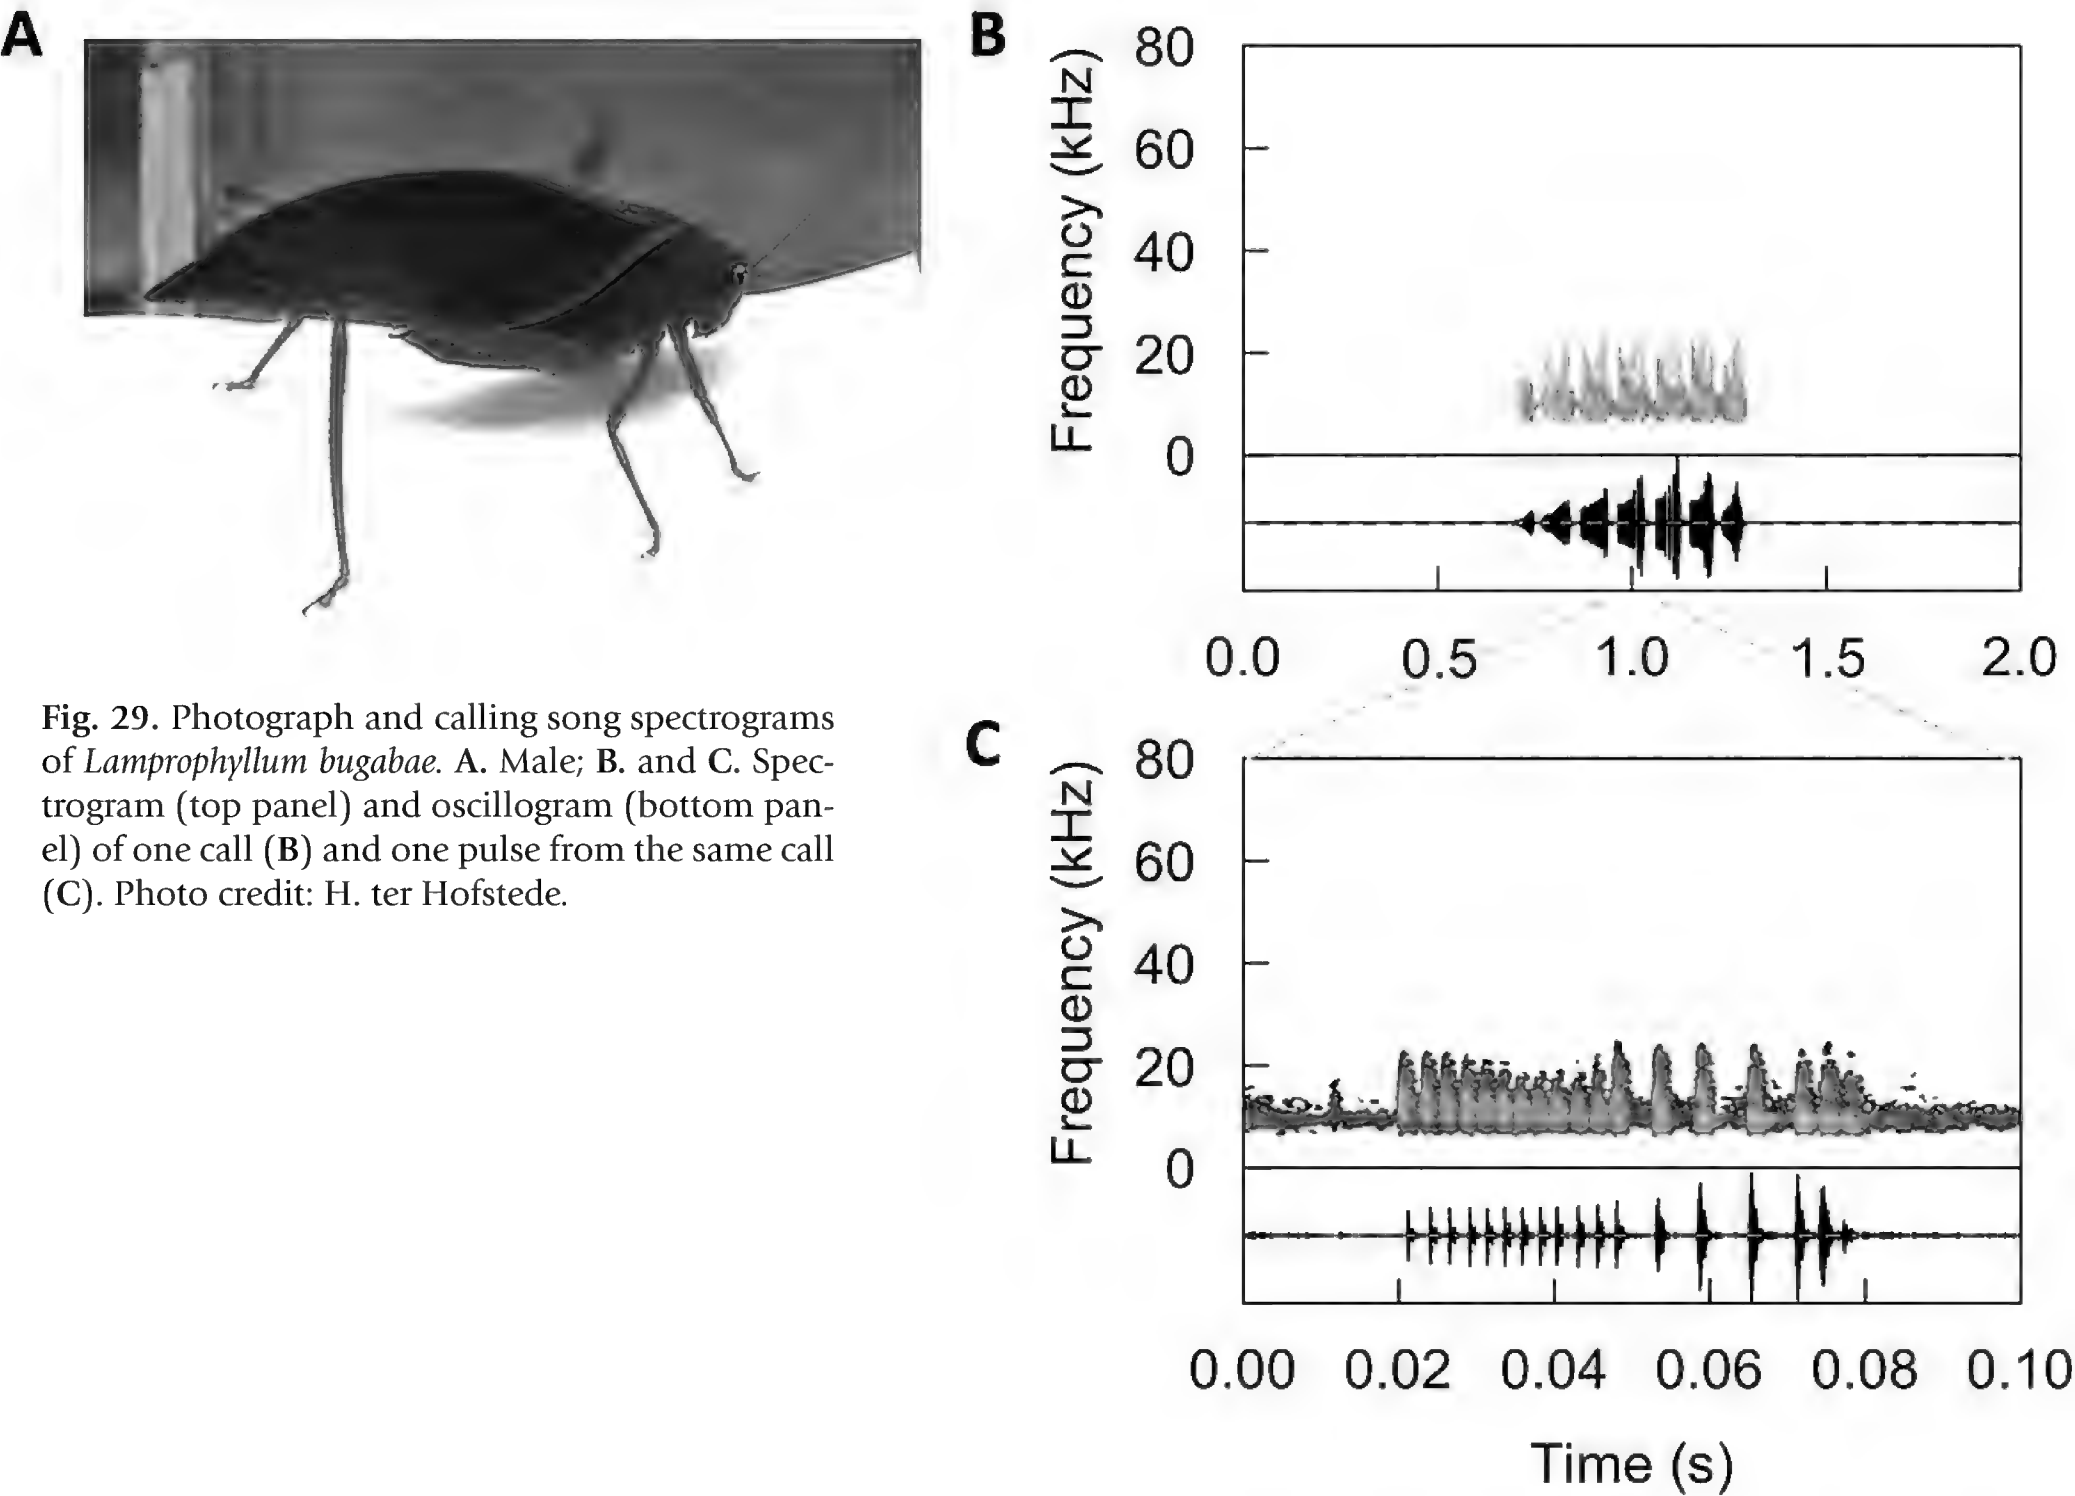 A
B
80
60
40
20
0
Frequency (kHz)
0.0 0.5 1.0 1.5 2.0
Fig. 29. Photograph and calling song spectrograms
of Lamprophyllum bugabae. A. Male; B. and C. Spec-
trogram (top panel) and oscillogram (bottom pan-
el) of one call (B) and one pulse from the same call
(C). Photo credit: H. ter Hofstede.
C
80
60
40
20
0
Frequency (kHz)
0.00 0.02 0.04 0.06 0.08 0.10
Time (s)